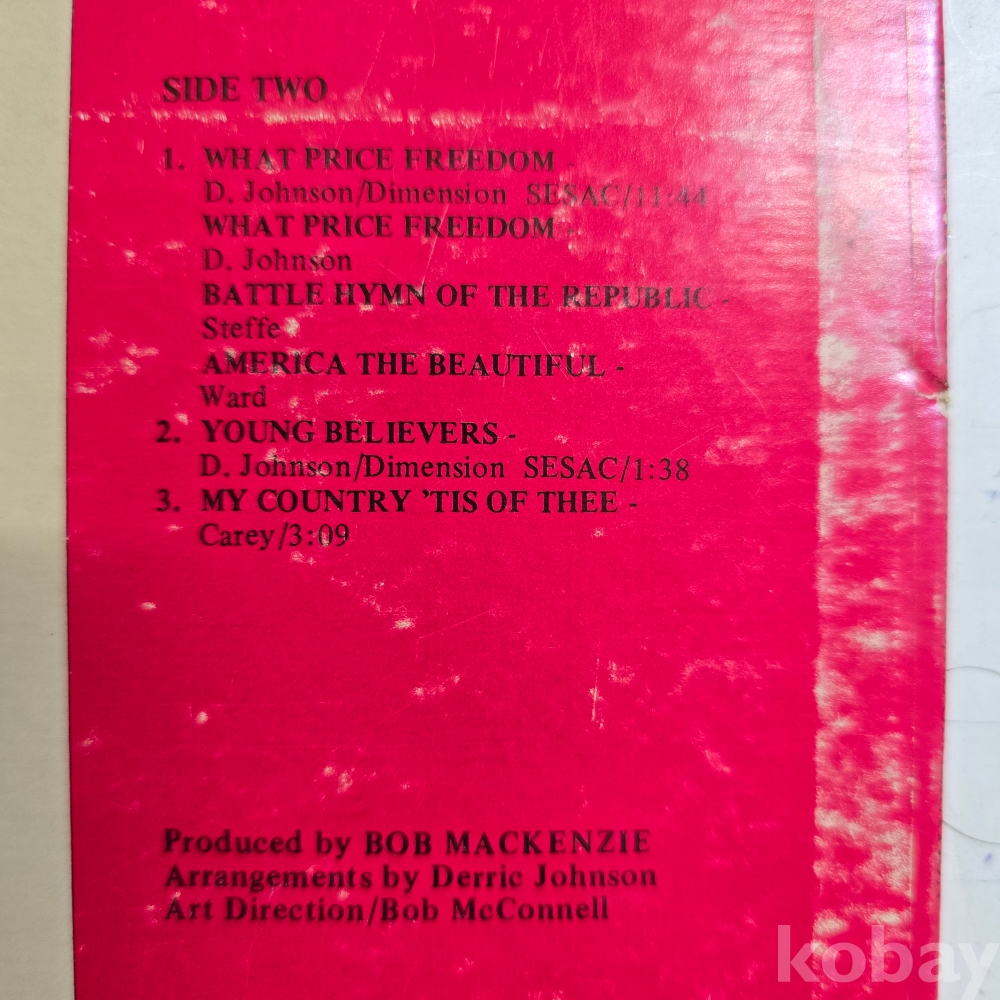 SIDE TWO
1. WHAT PRICE FREEDOM -
D. Johnson/Dimension SESAC/11:44
WHAT PRICE FREEDOM -
D. Johnson
BATTLE HYMN OF THE REPUBLIC -
Steffe
AMERICA THE BEAUTIFUL -
Ward
2. YOUNG BELIEVERS -
D. Johnson/Dimension SESAC/1:38
3. MY COUNTRY 'TIS OF THEE -
Carey/3:09
Produced by BOB MACKENZIE
Arrangements by Derric Johnson
Art Direction/Bob McConnell
kobay